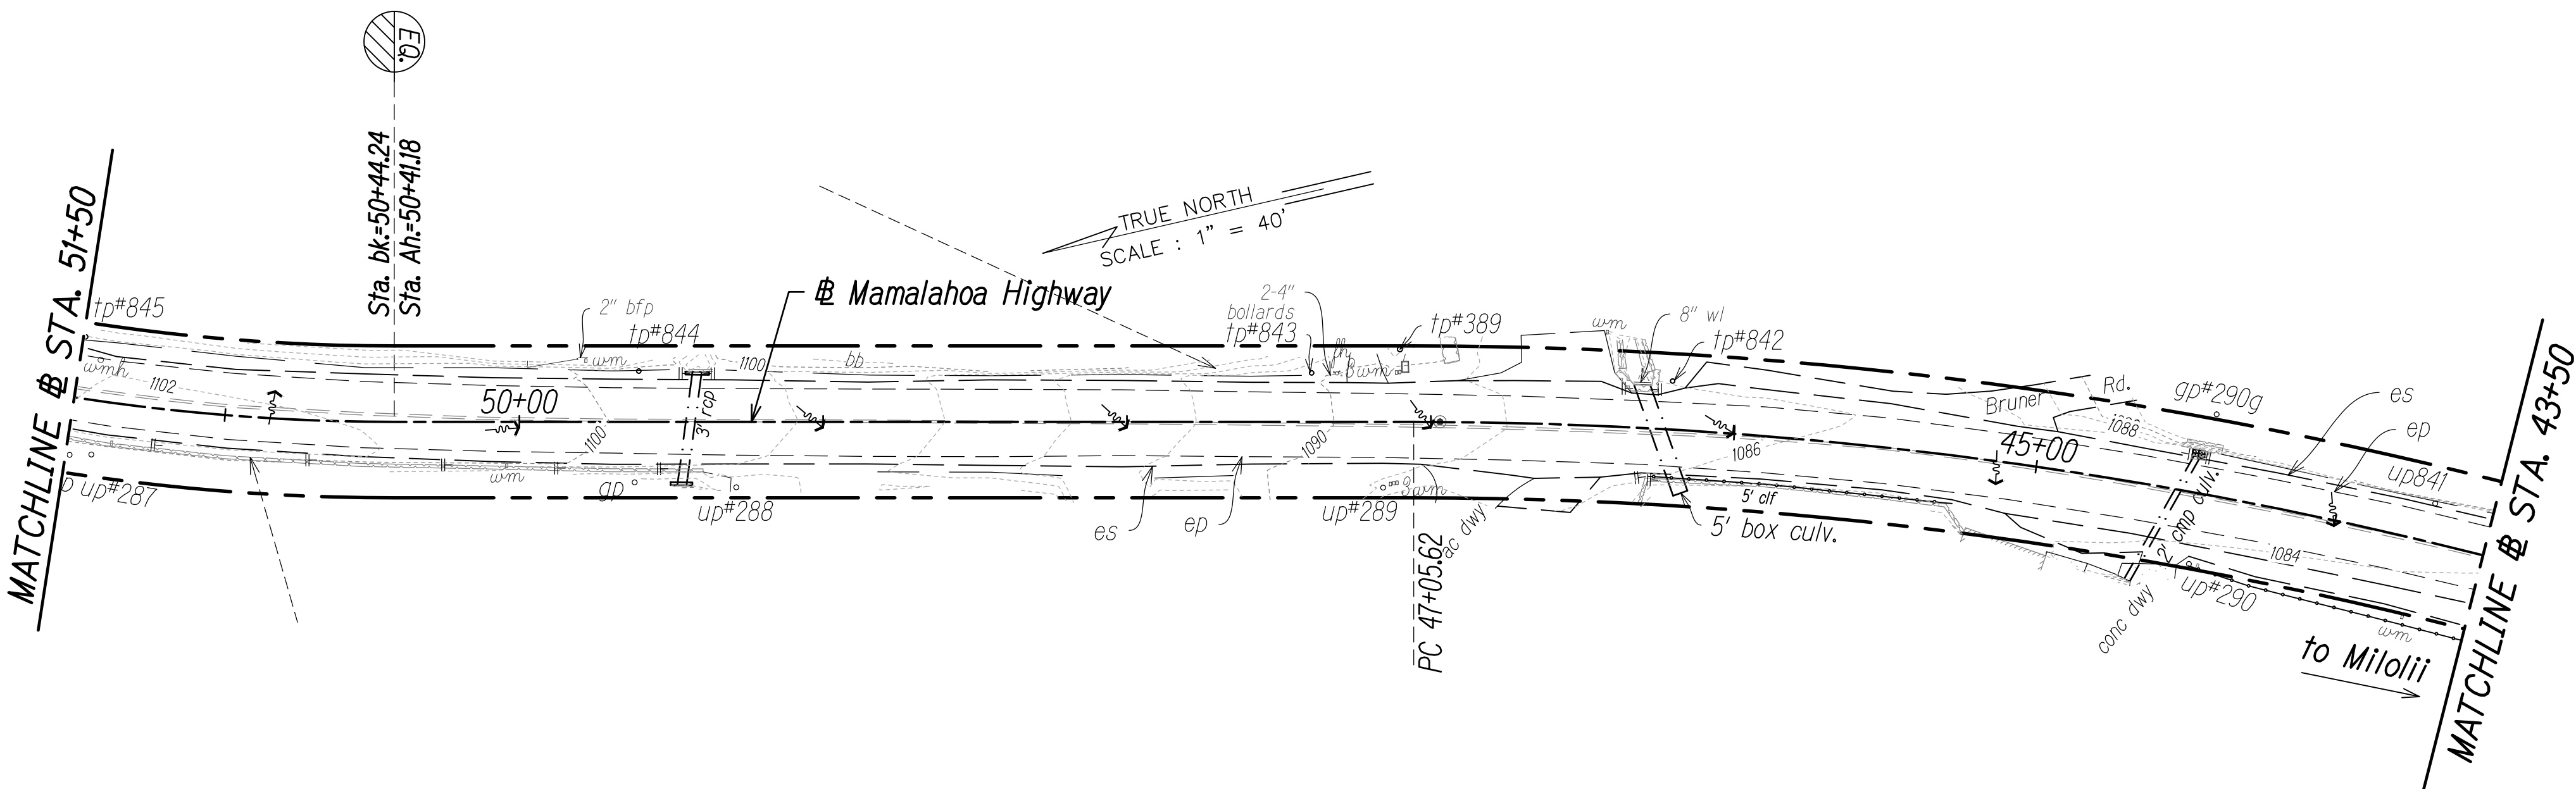 EQ.
Sta. bk.=50+44.24
Sta. Ah.=50+41.18
MATCHLINE ⅊ STA. 51+50
TRUE NORTH
SCALE : 1" = 40'
Mamalahoa Highway
tp#845
2" bfp
tp#844
wm
1100
bb
2-4"
bollards
tp#843
fh
3wm
tp#389
wm
8" wl
tp#842
Rd.
Bruner
gp#290g
es
ep
wmh
1102
50+00
3' rcp
1100
1090
1086
45+00
1088
up841
up#287
wm
gp
up#288
es
ep
up#289
3wm
ac dwy
PC 47+05.62
5' clf
5' box culv.
2' cmp culv.
1084
up#290
conc dwy
wm
to Milolii
MATCHLINE ⅊ STA. 43+50